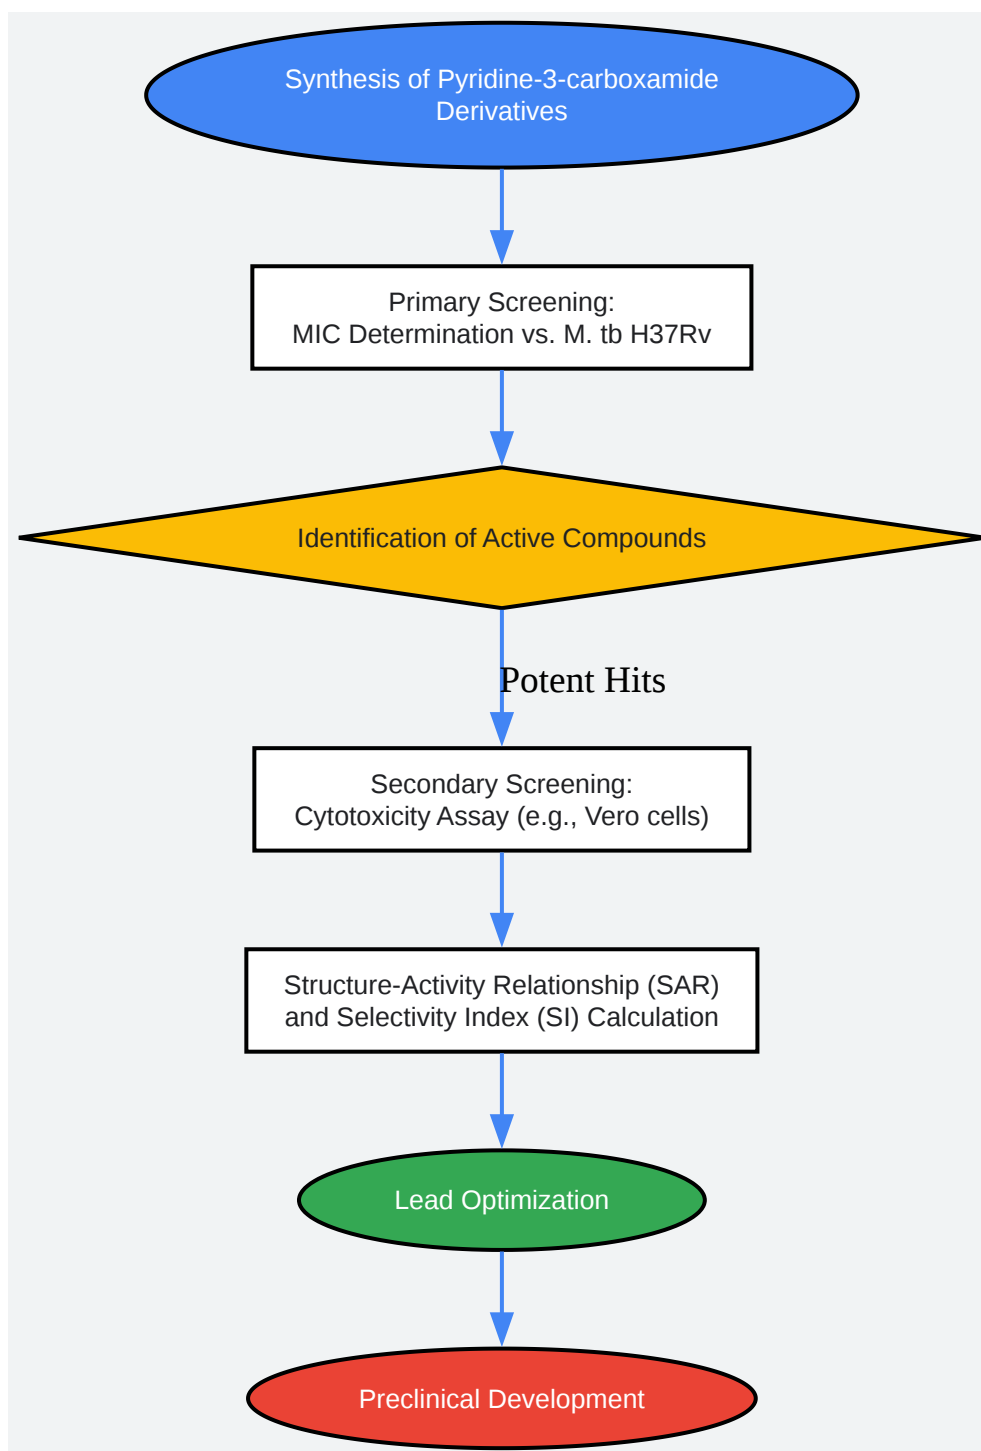 Synthesis of Pyridine-3-carboxamide
Derivatives
Primary Screening:
MIC Determination vs. M. tb H37Rv
Identification of Active Compounds
Potent Hits
Secondary Screening:
Cytotoxicity Assay (e.g., Vero cells)
Structure-Activity Relationship (SAR)
and Selectivity Index (SI) Calculation
Lead Optimization
Preclinical Development